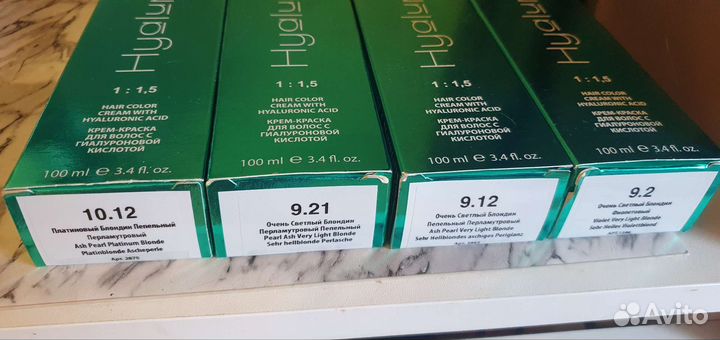 Hyalu
1 : 1,5
HAIR COLOR
CREAM WITH
HYALURONIC ACID
КРЕМ-КРАСКА
ДЛЯ ВОЛОС С
ГИАЛУРОНОВОЙ
КИСЛОТОЙ
100 ml e 3.4 fl. oz.
10.12
Платиновый Блондин Пепельный
Перламутровый
Ash Pearl Platinum Blonde
Platinblonde Ascheperle
Арт. 2875
Hyalu
1 : 1,5
HAIR COLOR
CREAM WITH
HYALURONIC ACID
КРЕМ-КРАСКА
ДЛЯ ВОЛОС С
ГИАЛУРОНОВОЙ
КИСЛОТОЙ
100 ml e 3.4 fl. oz.
9.21
Очень Светлый Блондин
Перламутровый Пепельный
Pearl Ash Very Light Blonde
Sehr hellblonde Perlasche
Hyalu
1 : 1,5
HAIR COLOR
CREAM WITH
HYALURONIC ACID
КРЕМ-КРАСКА
ДЛЯ ВОЛОС С
ГИАЛУРОНОВОЙ
КИСЛОТОЙ
100 ml e 3.4 fl. oz.
9.12
Очень Светлый Блондин
Пепельный Перламутровый
Ash Pearl Very Light Blonde
Sehr Hellblondes aschiges Perlglanz
Hyalu
1 : 1,5
HAIR COLOR
CREAM WITH
HYALURONIC ACID
КРЕМ-КРАСКА
ДЛЯ ВОЛОС С
ГИАЛУРОНОВОЙ
КИСЛОТОЙ
100 ml e 3.4 fl. oz.
9.2
Очень Светлый Блондин
Фиолетовый
Violet Very Light Blonde
Sehr Helles Violettblond
Avito